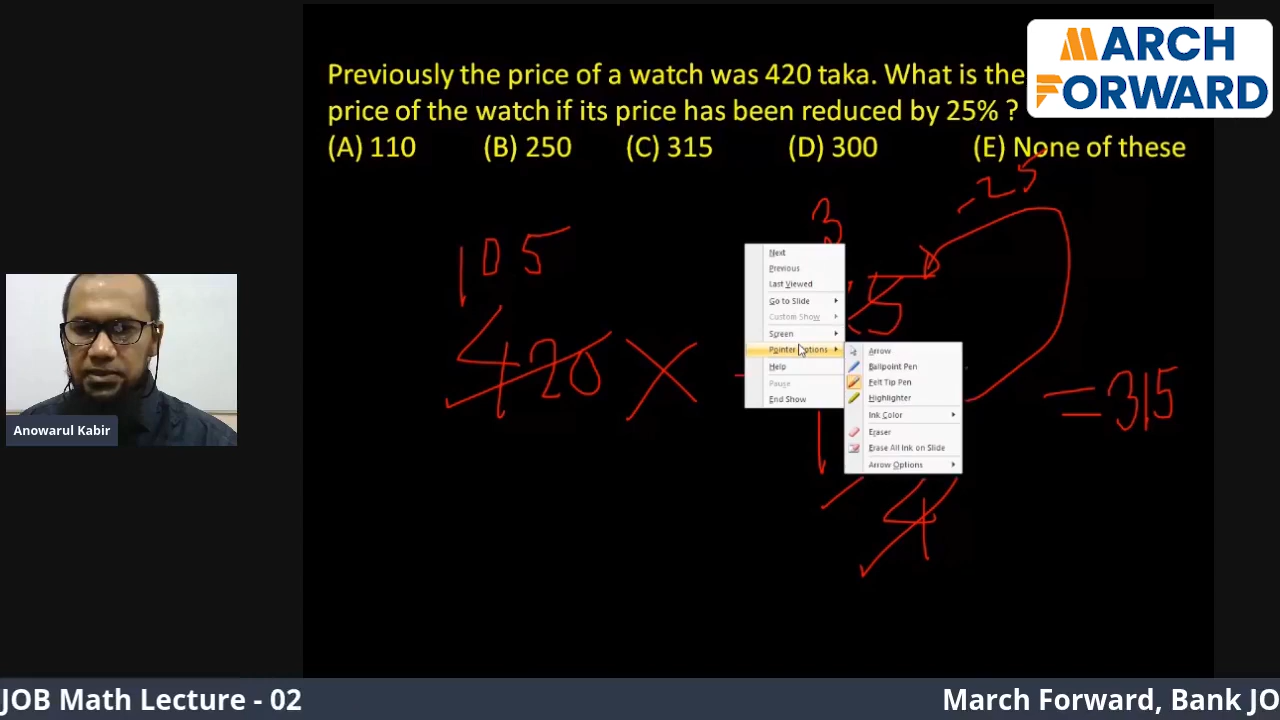 MARCH
FORWARD
Previously the price of a watch was 420 taka. What is the
price of the watch if its price has been reduced by 25% ?
(A) 110 (B) 250 (C) 315 (D) 300 (E) None of these
-25
3
105
420 ×
= 315
4
Next
Previous
Last Viewed
Go to Slide
Custom Show
Screen
Pointer Options
Help
Pause
End Show
Arrow
Ballpoint Pen
Felt Tip Pen
Highlighter
Ink Color
Eraser
Erase All Ink on Slide
Arrow Options
Anowarul Kabir
JOB Math Lecture - 02
March Forward, Bank JO